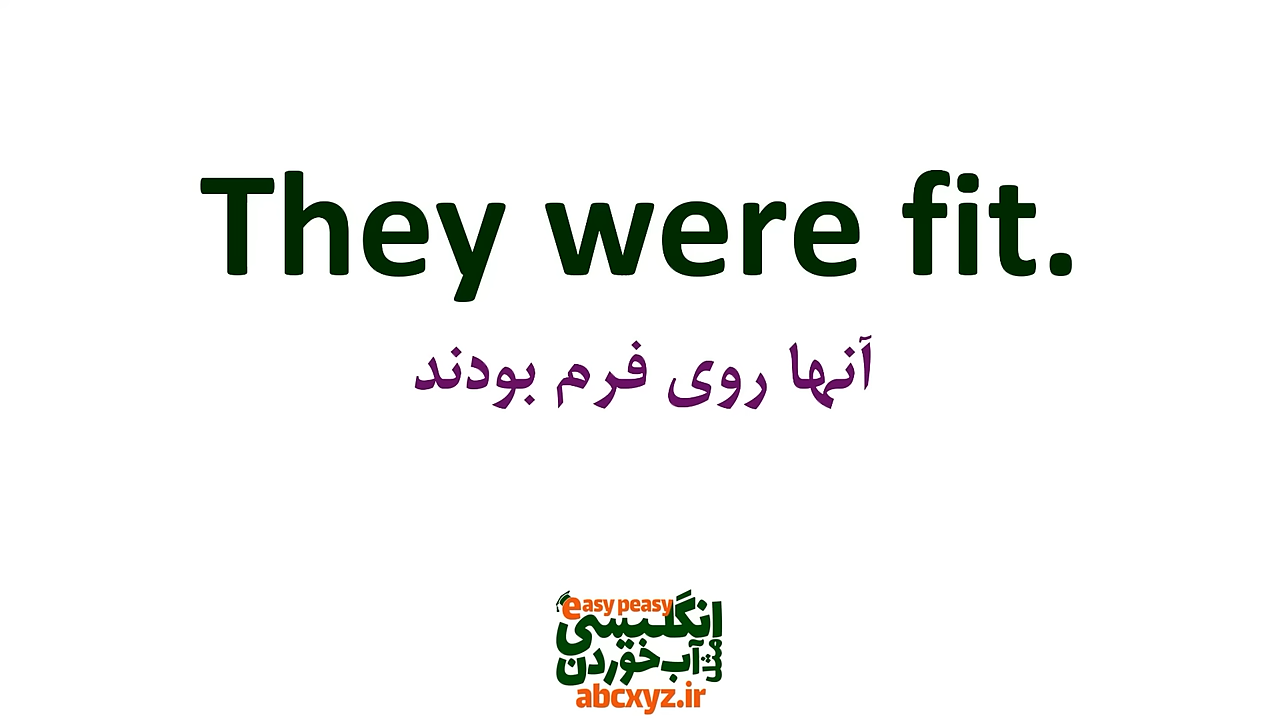 They were fit.
آنها روی فرم بودند
easy peasy
انگلیسی
مثل آب خوردن
abcxyz.ir